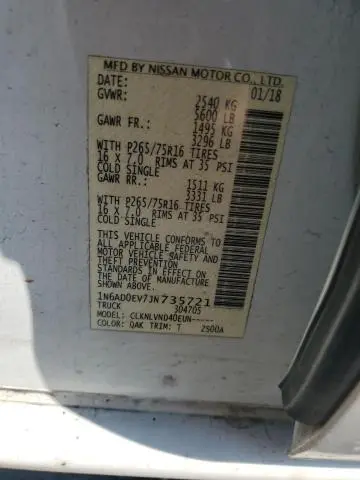 MFD BY NISSAN MOTOR CO., LTD.
DATE: 01/18
GVWR: 2540 KG
5600 LB
GAWR FR.: 1495 KG
3296 LB
WITH P265/75R16 TIRES
16 X 7.0 RIMS AT 35 PSI
COLD SINGLE
GAWR RR.: 1511 KG
3331 LB
WITH P265/75R16 TIRES
16 X 7.0 RIMS AT 35 PSI
COLD SINGLE
THIS VEHICLE CONFORMS TO
ALL APPLICABLE FEDERAL
MOTOR VEHICLE SAFETY
STANDARDS IN EFFECT ON
THE DATE OF MANUFACTURE
SHOWN ABOVE.
1N6AD0EV7JN735721
TRUCK 304705
MODEL: CLKNLVND40EUN-----
COLOR: QAK TRIM: T 2S00A